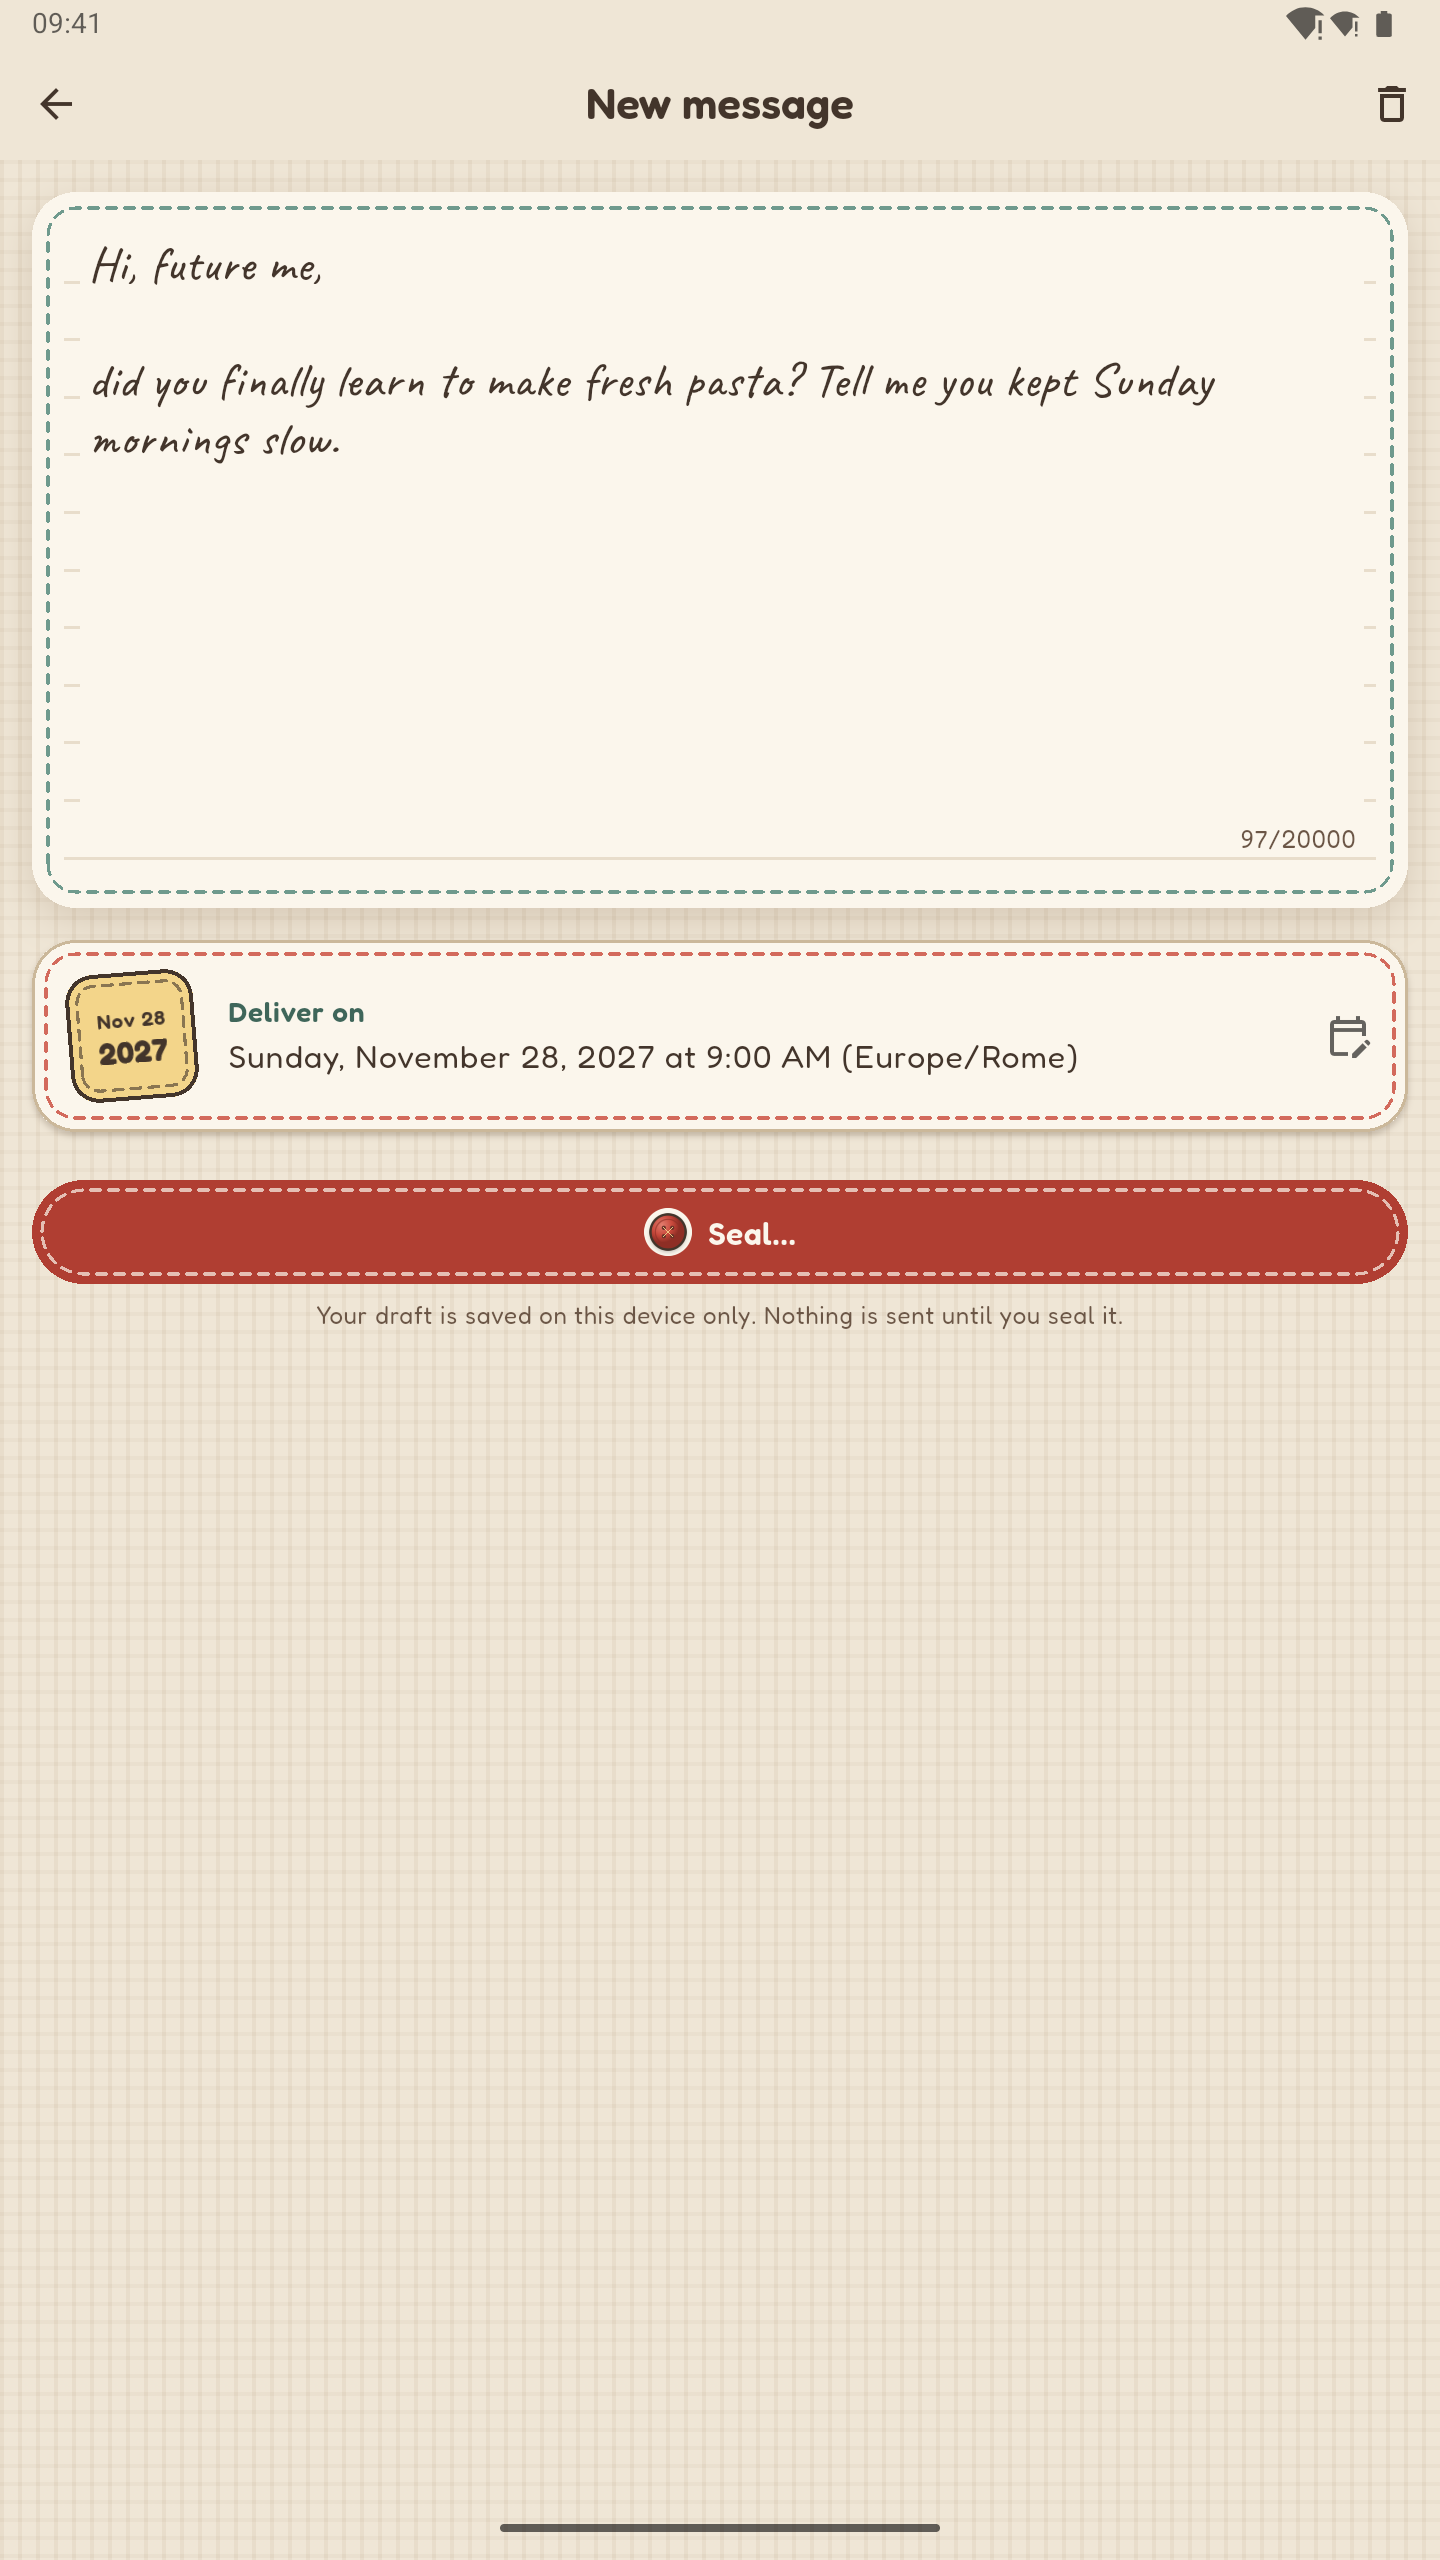 09:41
New message
Hi, future me,
did you finally learn to make fresh pasta? Tell me you kept Sunday
mornings slow.
97/20000
Nov 28
2027
Deliver on
Sunday, November 28, 2027 at 9:00 AM (Europe/Rome)
Seal...
Your draft is saved on this device only. Nothing is sent until you seal it.